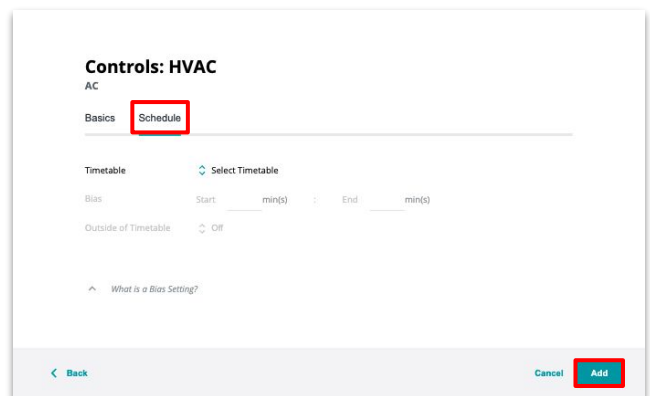 Controls: HVAC
AC
Basics Schedule
Timetable Select Timetable
Bias Start min(s) : End min(s)
Outside of Timetable Off
What is a Bias Setting?
Back Cancel Add